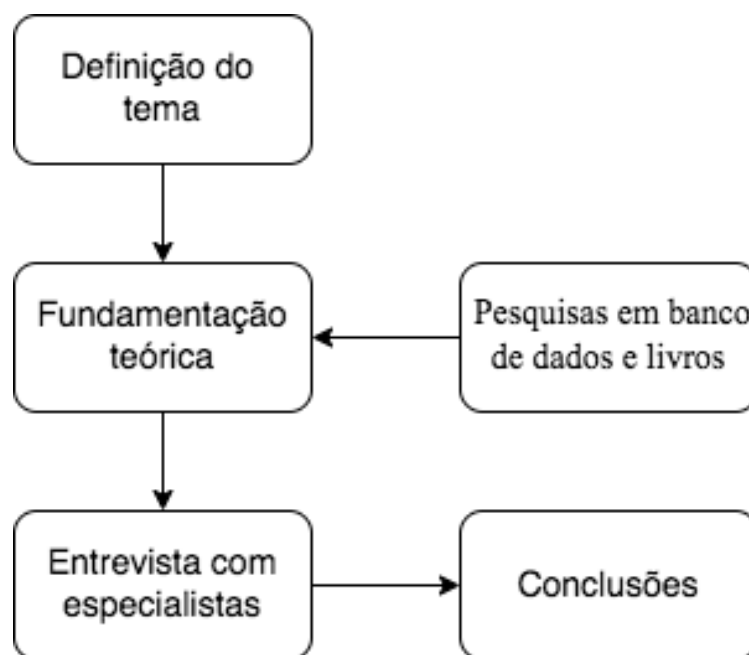 Definição do
tema
Fundamentação
teórica
Pesquisas em banco
de dados e livros
Entrevista com
especialistas
Conclusões